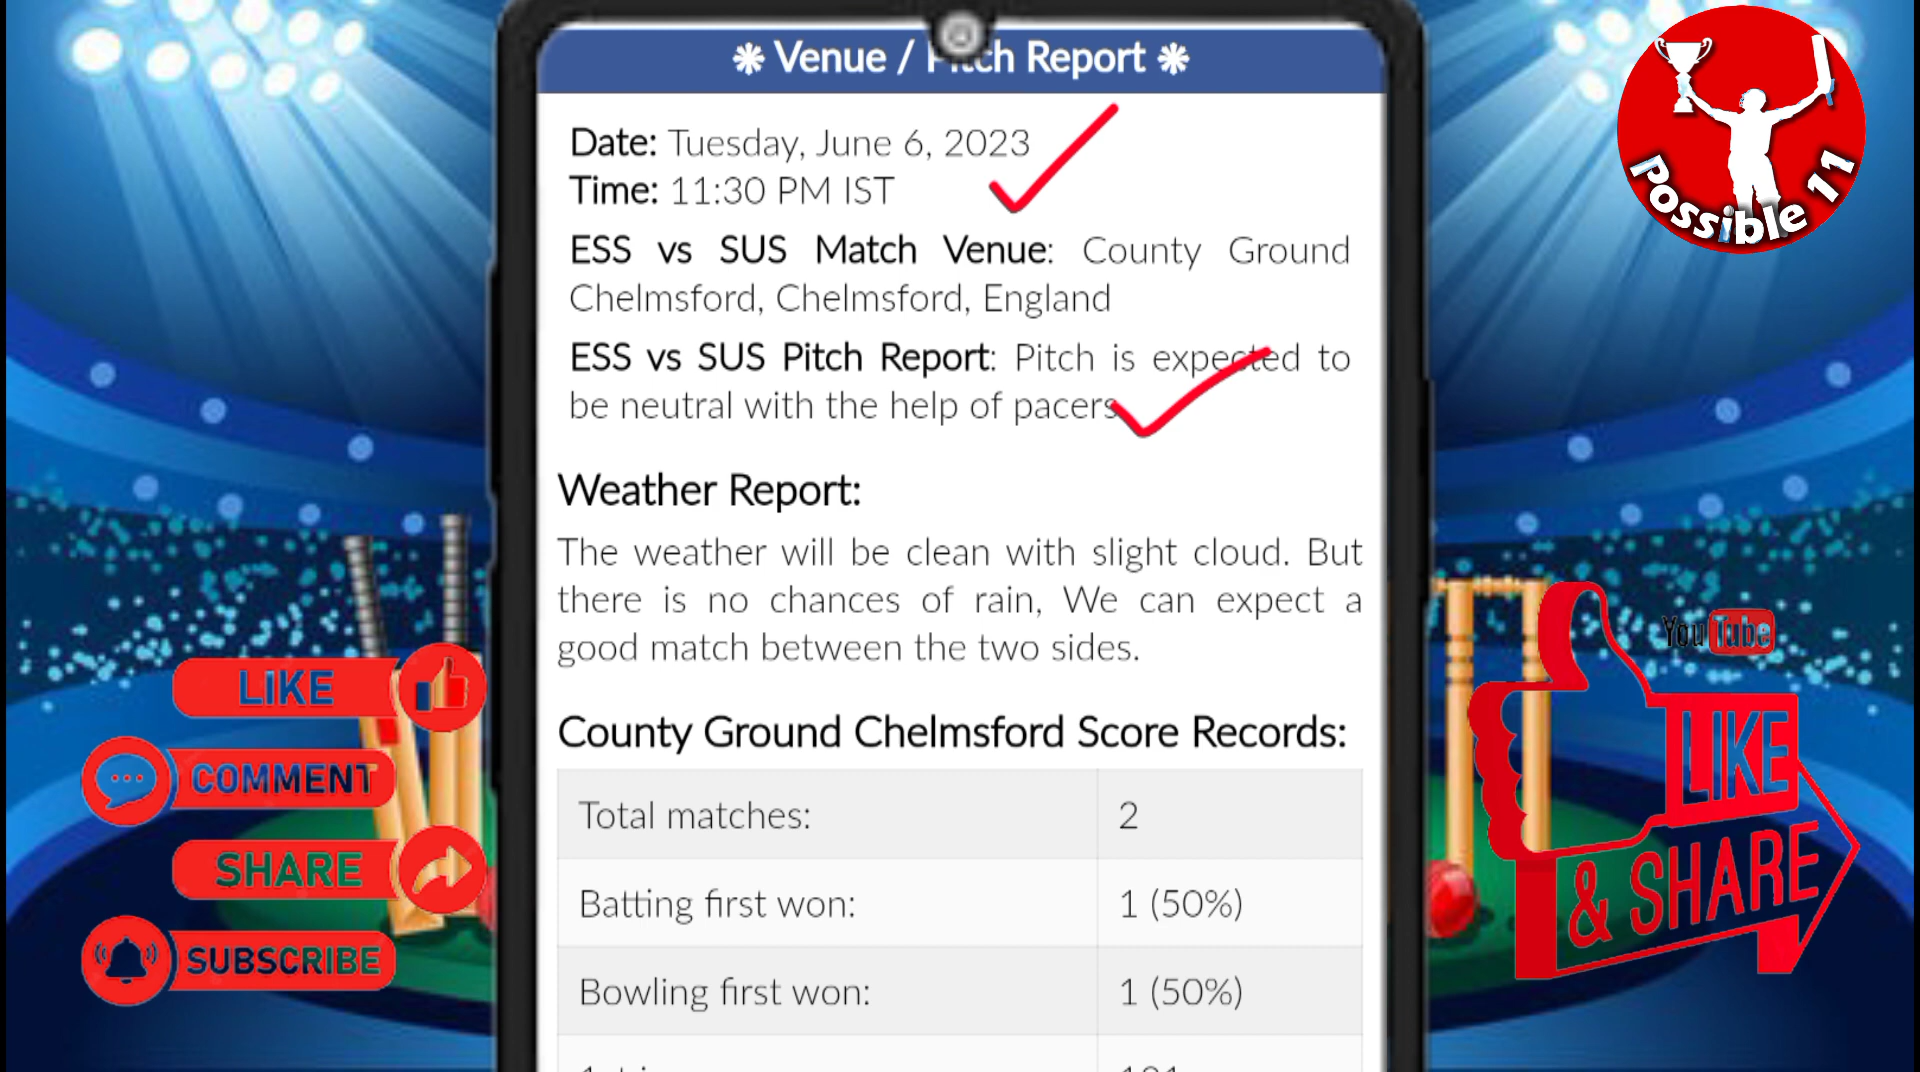 ❋ Venue / Pitch Report ❋
Date: Tuesday, June 6, 2023
Time: 11:30 PM IST
ESS vs SUS Match Venue: County Ground
Chelmsford, Chelmsford, England
ESS vs SUS Pitch Report: Pitch is expected to
be neutral with the help of pacers
Weather Report:
The weather will be clean with slight cloud. But
there is no chances of rain, We can expect a
good match between the two sides.
County Ground Chelmsford Score Records:
Total matches: 2
Batting first won: 1 (50%)
Bowling first won: 1 (50%)
Possible 11
LIKE
COMMENT
SHARE
SUBSCRIBE
YouTube
LIKE
& SHARE